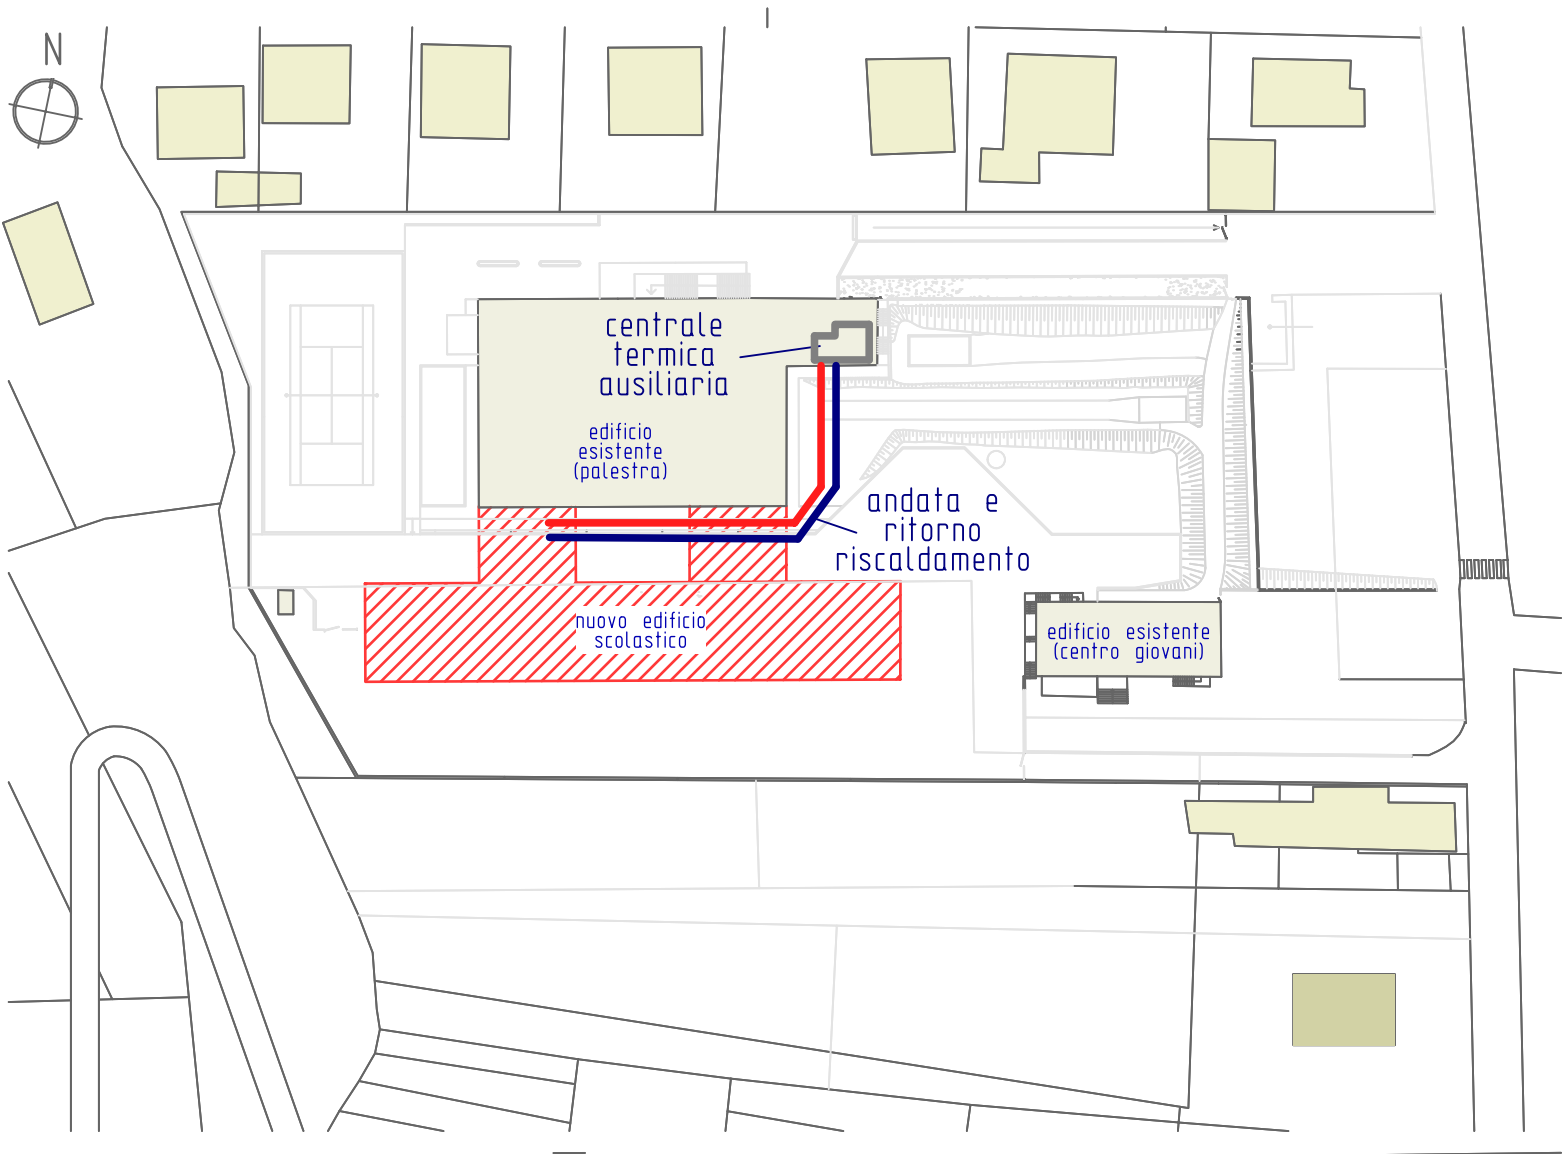 N
centrale
termica
ausiliaria
edificio
esistente
(palestra)
andata e
ritorno
riscaldamento
nuovo edificio
scolastico
edificio esistente
(centro giovani)